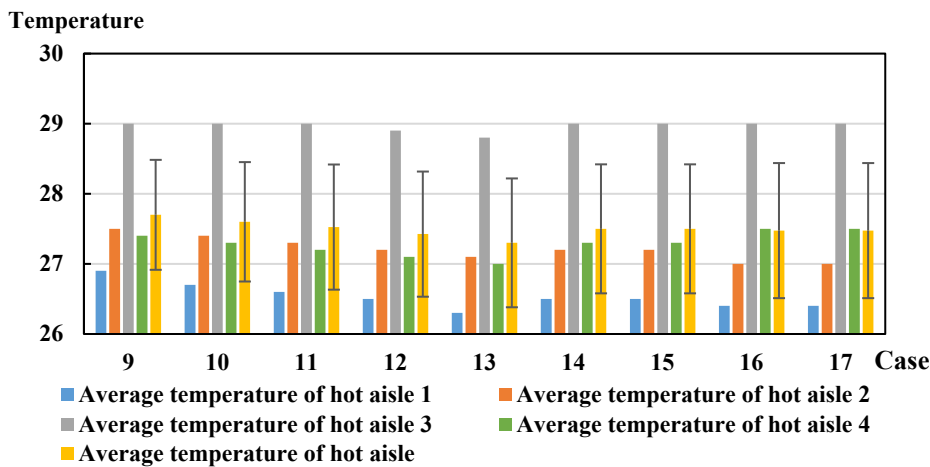 Temperature
30
29
28
27
26
9 10 11 12 13 14 15 16 17 Case
Average temperature of hot aisle 1 Average temperature of hot aisle 2
Average temperature of hot aisle 3 Average temperature of hot aisle 4
Average temperature of hot aisle